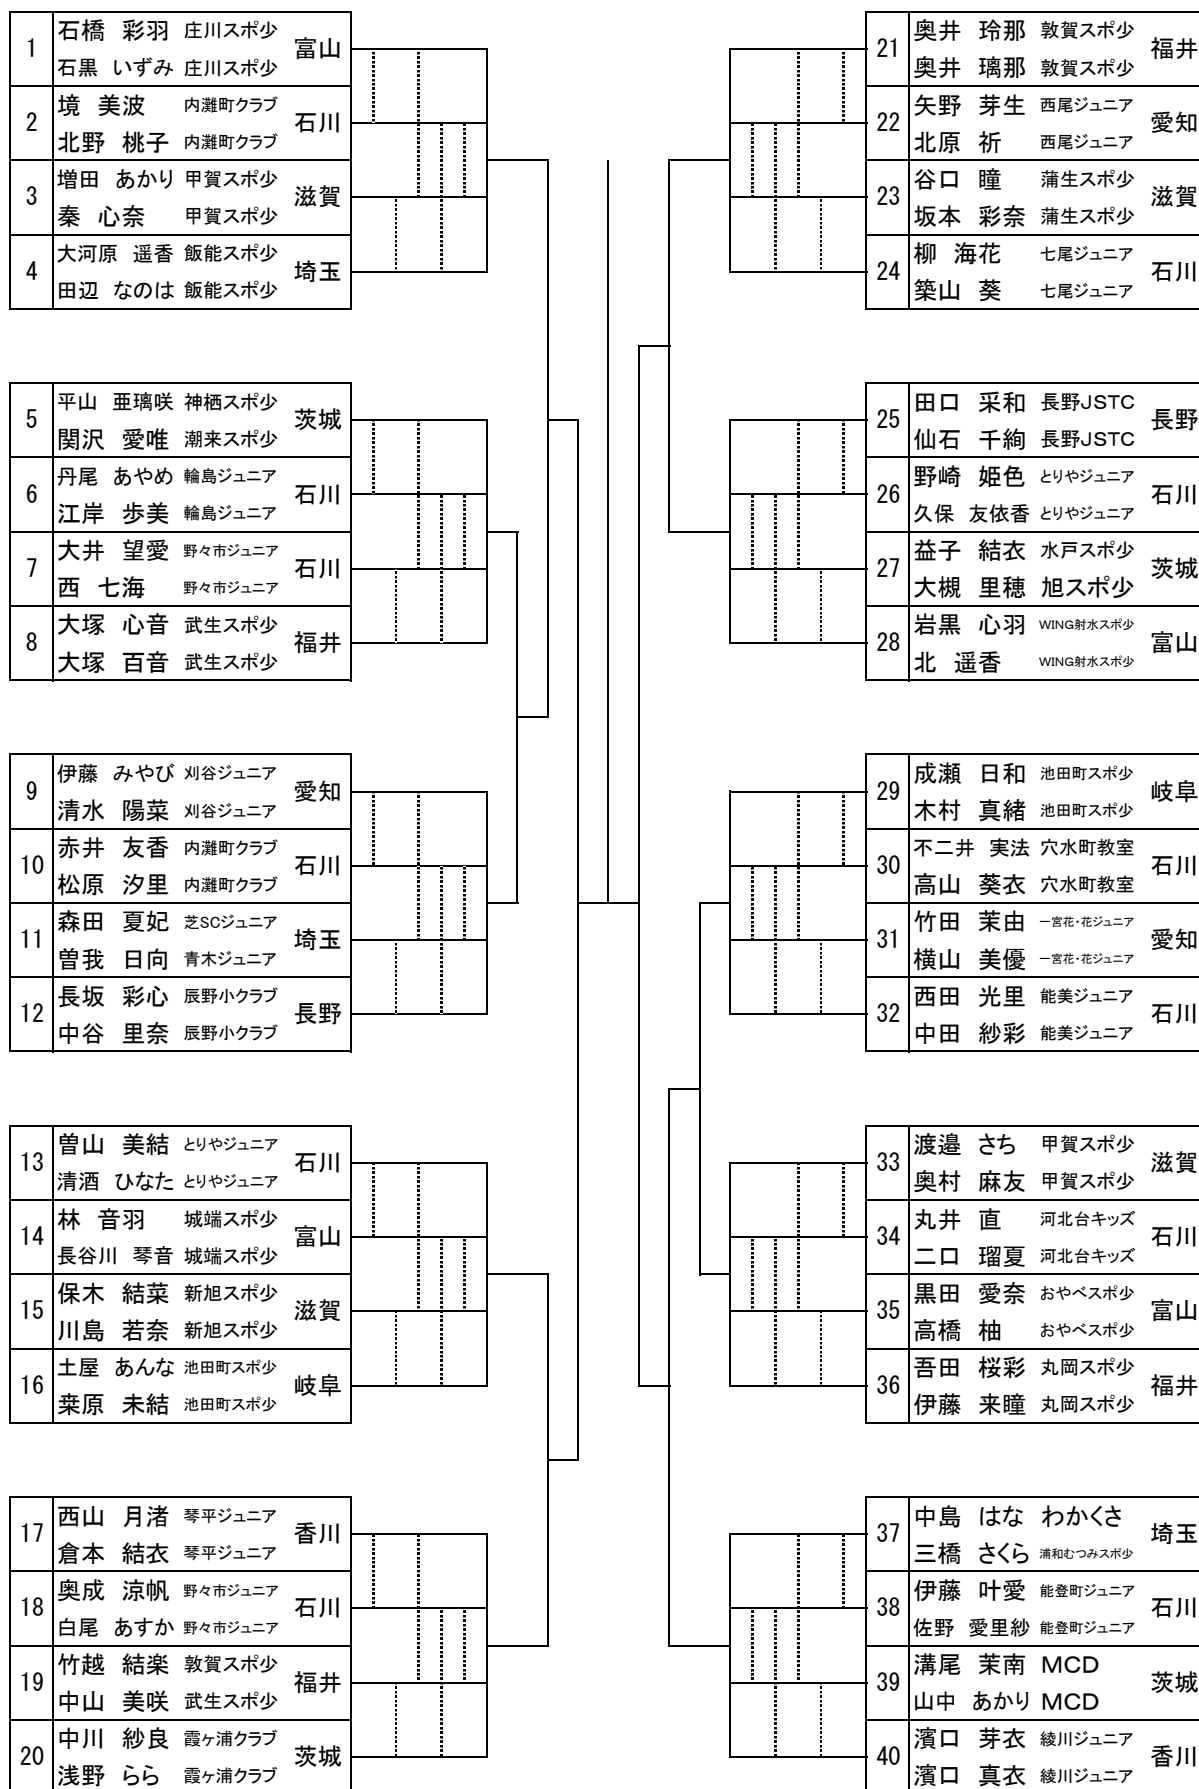 1 石橋 彩羽 庄川スポ少 富山
石黒 いずみ 庄川スポ少
2 境 美波 内灘町クラブ 石川
北野 桃子 内灘町クラブ
3 増田 あかり 甲賀スポ少 滋賀
秦 心奈 甲賀スポ少
4 大河原 遥香 飯能スポ少 埼玉
田辺 なのは 飯能スポ少
5 平山 亜璃咲 神栖スポ少 茨城
関沢 愛唯 潮来スポ少
6 丹尾 あやめ 輪島ジュニア 石川
江岸 歩美 輪島ジュニア
7 大井 望愛 野々市ジュニア 石川
西 七海 野々市ジュニア
8 大塚 心音 武生スポ少 福井
大塚 百音 武生スポ少
9 伊藤 みやび 刈谷ジュニア 愛知
清水 陽菜 刈谷ジュニア
10 赤井 友香 内灘町クラブ 石川
松原 汐里 内灘町クラブ
11 森田 夏妃 芝SCジュニア 埼玉
曽我 日向 青木ジュニア
12 長坂 彩心 辰野小クラブ 長野
中谷 里奈 辰野小クラブ
13 曽山 美結 とりやジュニア 石川
清酒 ひなた とりやジュニア
14 林 音羽 城端スポ少 富山
長谷川 琴音 城端スポ少
15 保木 結菜 新旭スポ少 滋賀
川島 若奈 新旭スポ少
16 土屋 あんな 池田町スポ少 岐阜
桒原 未結 池田町スポ少
17 西山 月渚 琴平ジュニア 香川
倉本 結衣 琴平ジュニア
18 奥成 涼帆 野々市ジュニア 石川
白尾 あすか 野々市ジュニア
19 竹越 結楽 敦賀スポ少 福井
中山 美咲 武生スポ少
20 中川 紗良 霞ヶ浦クラブ 茨城
浅野 らら 霞ヶ浦クラブ
21 奥井 玲那 敦賀スポ少 福井
奥井 璃那 敦賀スポ少
22 矢野 芽生 西尾ジュニア 愛知
北原 祈 西尾ジュニア
23 谷口 瞳 蒲生スポ少 滋賀
坂本 彩奈 蒲生スポ少
24 柳 海花 七尾ジュニア 石川
築山 葵 七尾ジュニア
25 田口 采和 長野JSTC 長野
仙石 千絢 長野JSTC
26 野崎 姫色 とりやジュニア 石川
久保 友依香 とりやジュニア
27 益子 結衣 水戸スポ少 茨城
大槻 里穂 旭スポ少
28 岩黒 心羽 WING射水スポ少 富山
北 遥香 WING射水スポ少
29 成瀬 日和 池田町スポ少 岐阜
木村 真緒 池田町スポ少
30 不二井 実法 穴水町教室 石川
高山 葵衣 穴水町教室
31 竹田 茉由 一宮花・花ジュニア 愛知
横山 美優 一宮花・花ジュニア
32 西田 光里 能美ジュニア 石川
中田 紗彩 能美ジュニア
33 渡邉 さち 甲賀スポ少 滋賀
奥村 麻友 甲賀スポ少
34 丸井 直 河北台キッズ 石川
二口 瑠夏 河北台キッズ
35 黒田 愛奈 おやべスポ少 富山
高橋 柚 おやべスポ少
36 吾田 桜彩 丸岡スポ少 福井
伊藤 来瞳 丸岡スポ少
37 中島 はな わかくさ 埼玉
三橋 さくら 浦和むつみスポ少
38 伊藤 叶愛 能登町ジュニア 石川
佐野 愛里紗 能登町ジュニア
39 溝尾 茉南 MCD 茨城
山中 あかり MCD
40 濱口 芽衣 綾川ジュニア 香川
濱口 真衣 綾川ジュニア